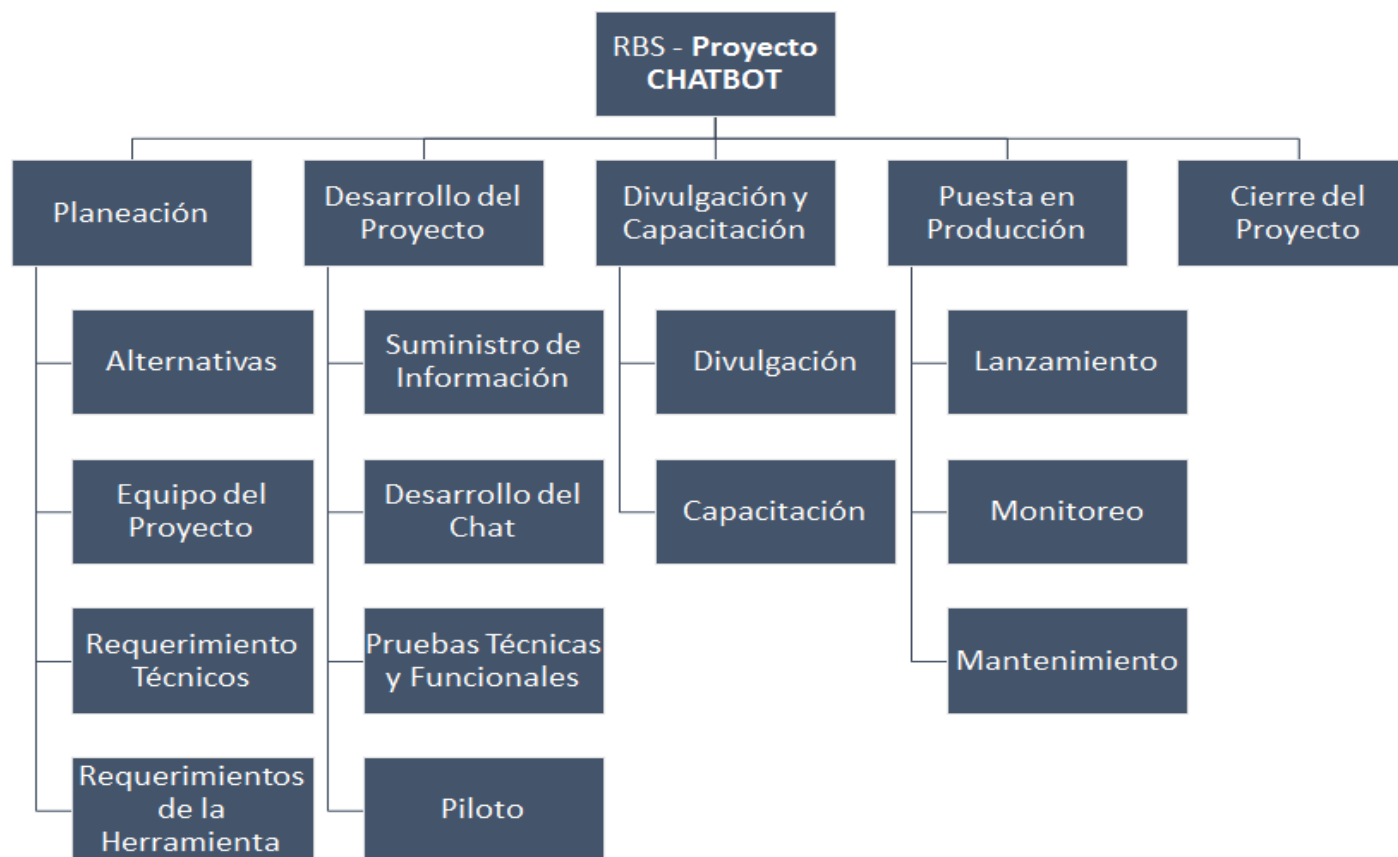 RBS - Proyecto
CHATBOT
Planeación
Desarrollo del
Proyecto
Divulgación y
Capacitación
Puesta en
Producción
Cierre del
Proyecto
Alternativas
Equipo del
Proyecto
Requerimiento
Técnicos
Requerimientos
de la
Herramienta
Suministro de
Información
Desarrollo del
Chat
Pruebas Técnicas
y Funcionales
Piloto
Divulgación
Capacitación
Lanzamiento
Monitoreo
Mantenimiento